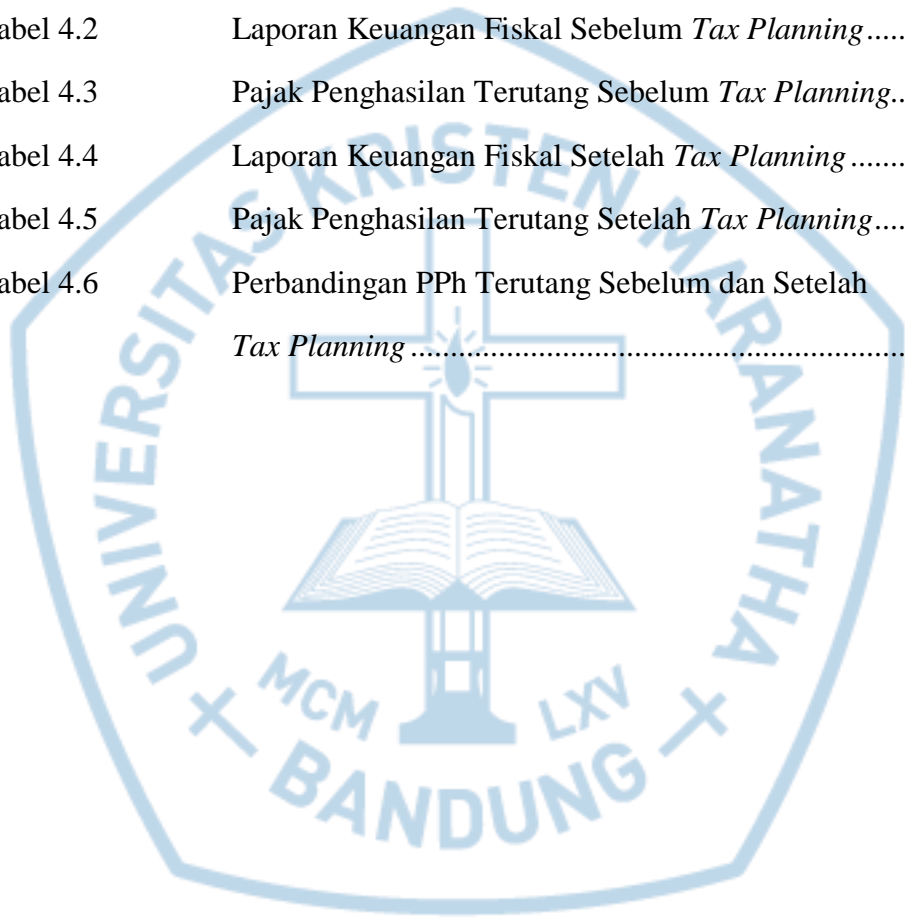 abel 4.2 Laporan Keuangan Fiskal Sebelum Tax Planning.....
abel 4.3 Pajak Penghasilan Terutang Sebelum Tax Planning..
abel 4.4 Laporan Keuangan Fiskal Setelah Tax Planning.......
abel 4.5 Pajak Penghasilan Terutang Setelah Tax Planning....
abel 4.6 Perbandingan PPh Terutang Sebelum dan Setelah
Tax Planning...............................................................
UNIVERSITAS KRISTEN MARANATHA
MCM LXV
BANDUNG